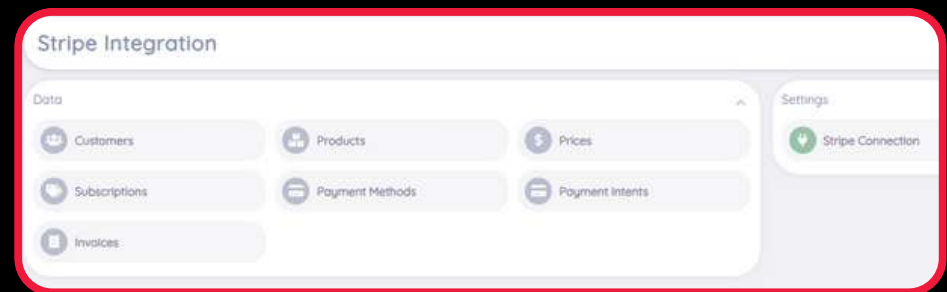 Stripe Integration
Data
Customers
Products
Prices
Subscriptions
Payment Methods
Payment Intents
Invoices
Settings
Stripe Connection